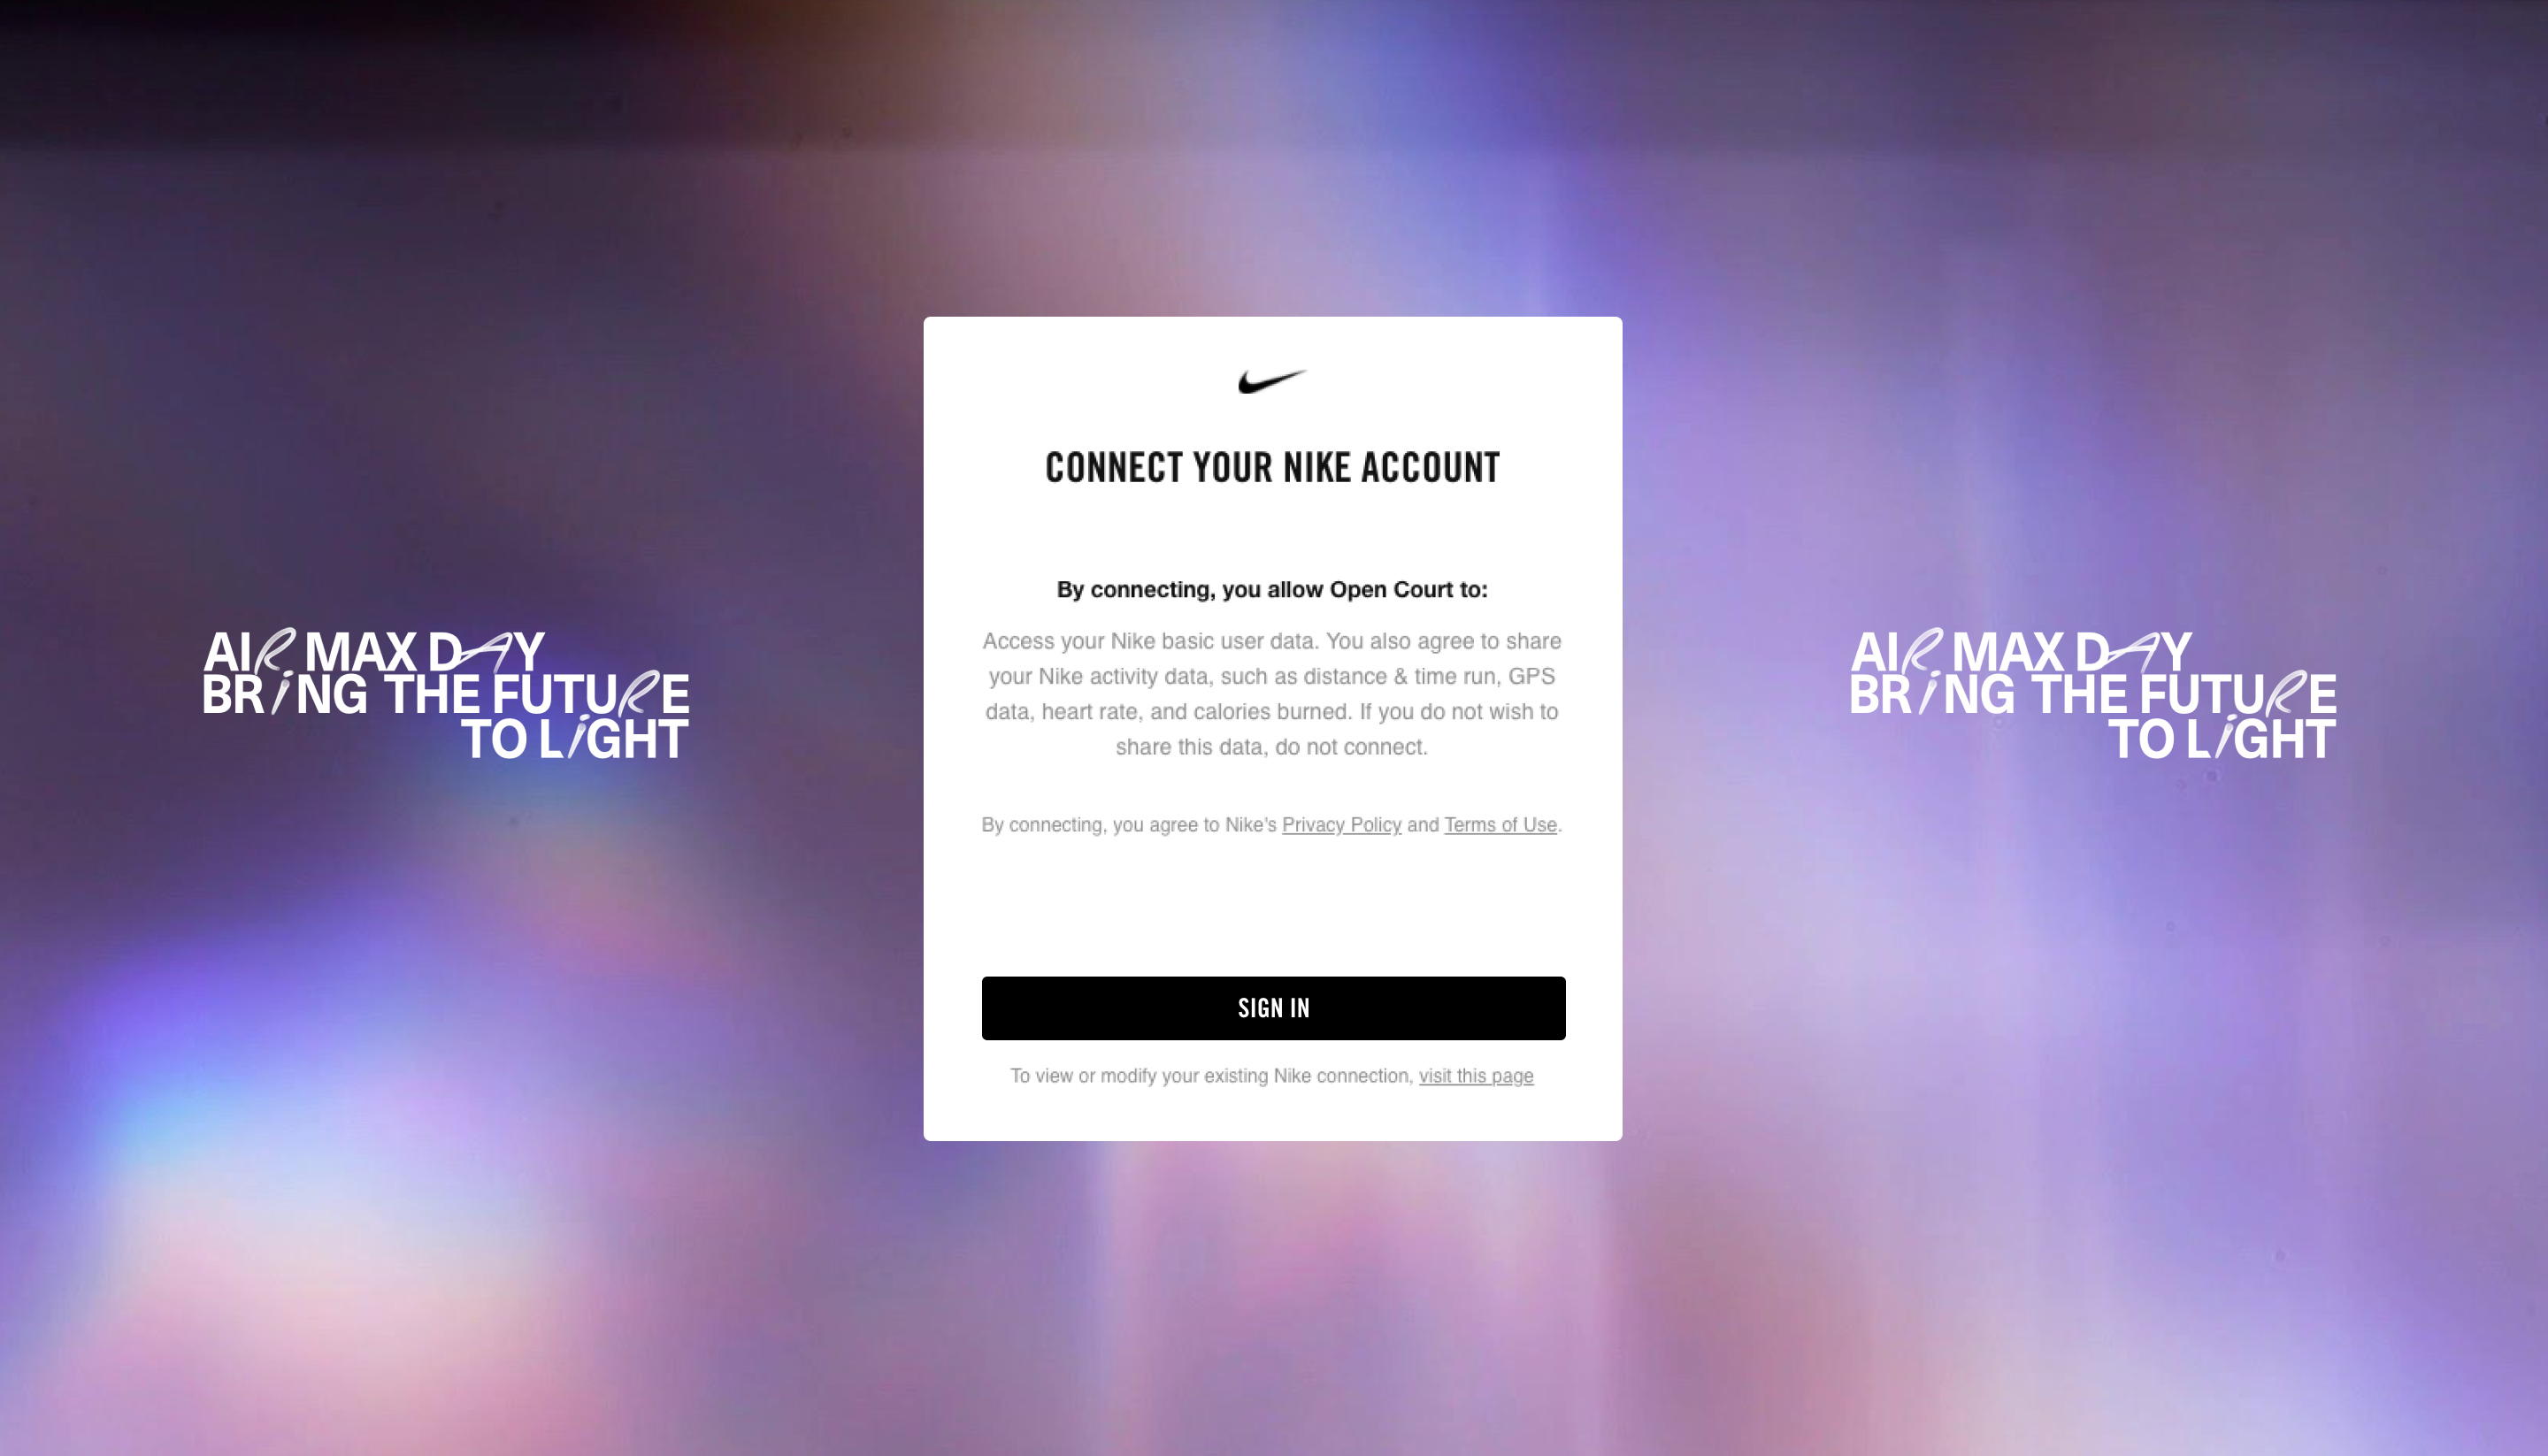 AIR MAX DAY
BRiNG THE FUTURE
TO LiGHT
CONNECT YOUR NIKE ACCOUNT
By connecting, you allow Open Court to:
Access your Nike basic user data. You also agree to share
your Nike activity data, such as distance & time run, GPS
data, heart rate, and calories burned. If you do not wish to
share this data, do not connect.
By connecting, you agree to Nike's Privacy Policy and Terms of Use.
SIGN IN
To view or modify your existing Nike connection, visit this page
AIR MAX DAY
BRiNG THE FUTURE
TO LiGHT